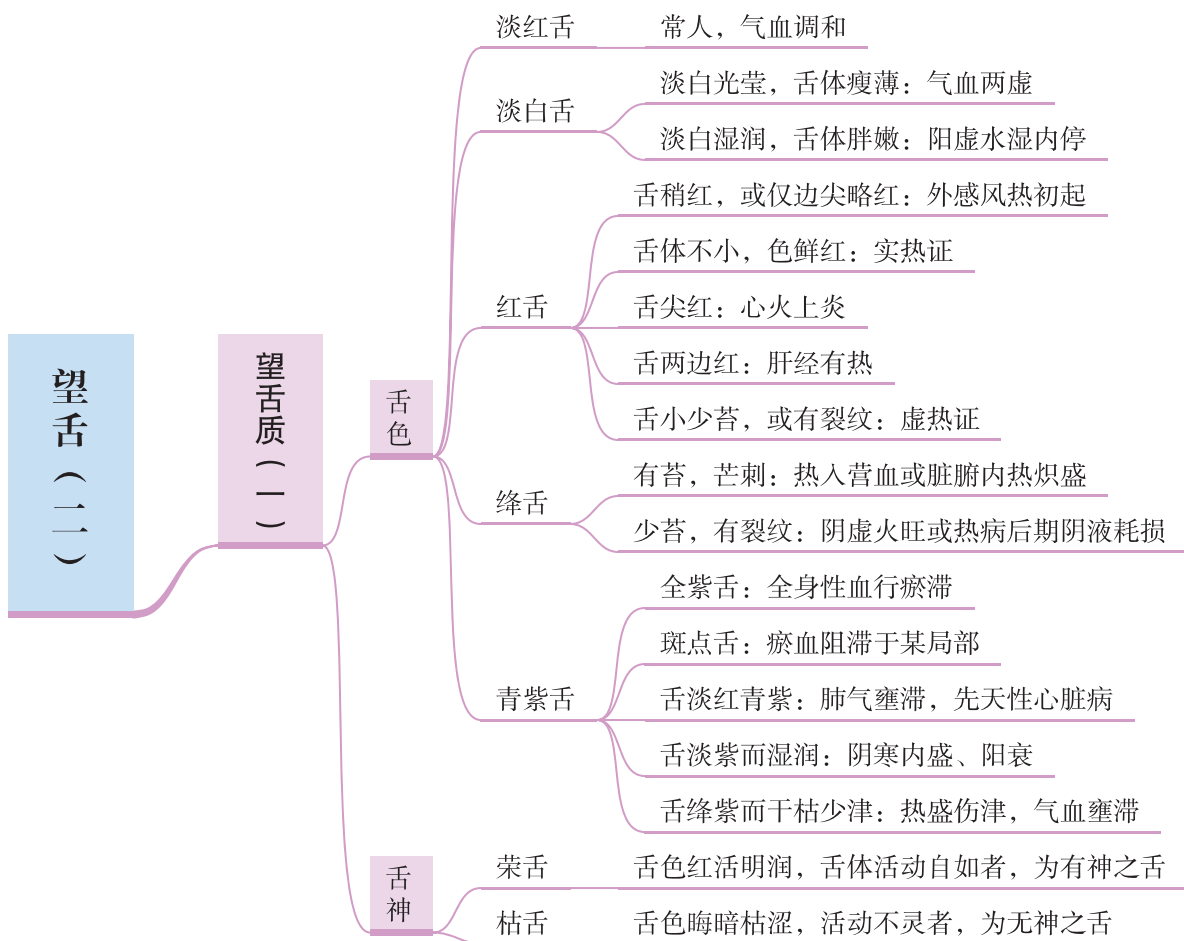 望舌（二）
望舌质（一）
舌色
淡红舌
常人，气血调和
淡白舌
淡白光莹，舌体瘦薄：气血两虚
淡白湿润，舌体胖嫩：阳虚水湿内停
红舌
舌稍红，或仅边尖略红：外感风热初起
舌体不小，色鲜红：实热证
舌尖红：心火上炎
舌两边红：肝经有热
舌小少苔，或有裂纹：虚热证
绛舌
有苔，芒刺：热入营血或脏腑内热炽盛
少苔，有裂纹：阴虚火旺或热病后期阴液耗损
青紫舌
全紫舌：全身性血行瘀滞
斑点舌：瘀血阻滞于某局部
舌淡红青紫：肺气壅滞，先天性心脏病
舌淡紫而湿润：阴寒内盛、阳衰
舌绛紫而干枯少津：热盛伤津，气血壅滞
舌神
荣舌
舌色红活明润，舌体活动自如者，为有神之舌
枯舌
舌色晦暗枯涩，活动不灵者，为无神之舌